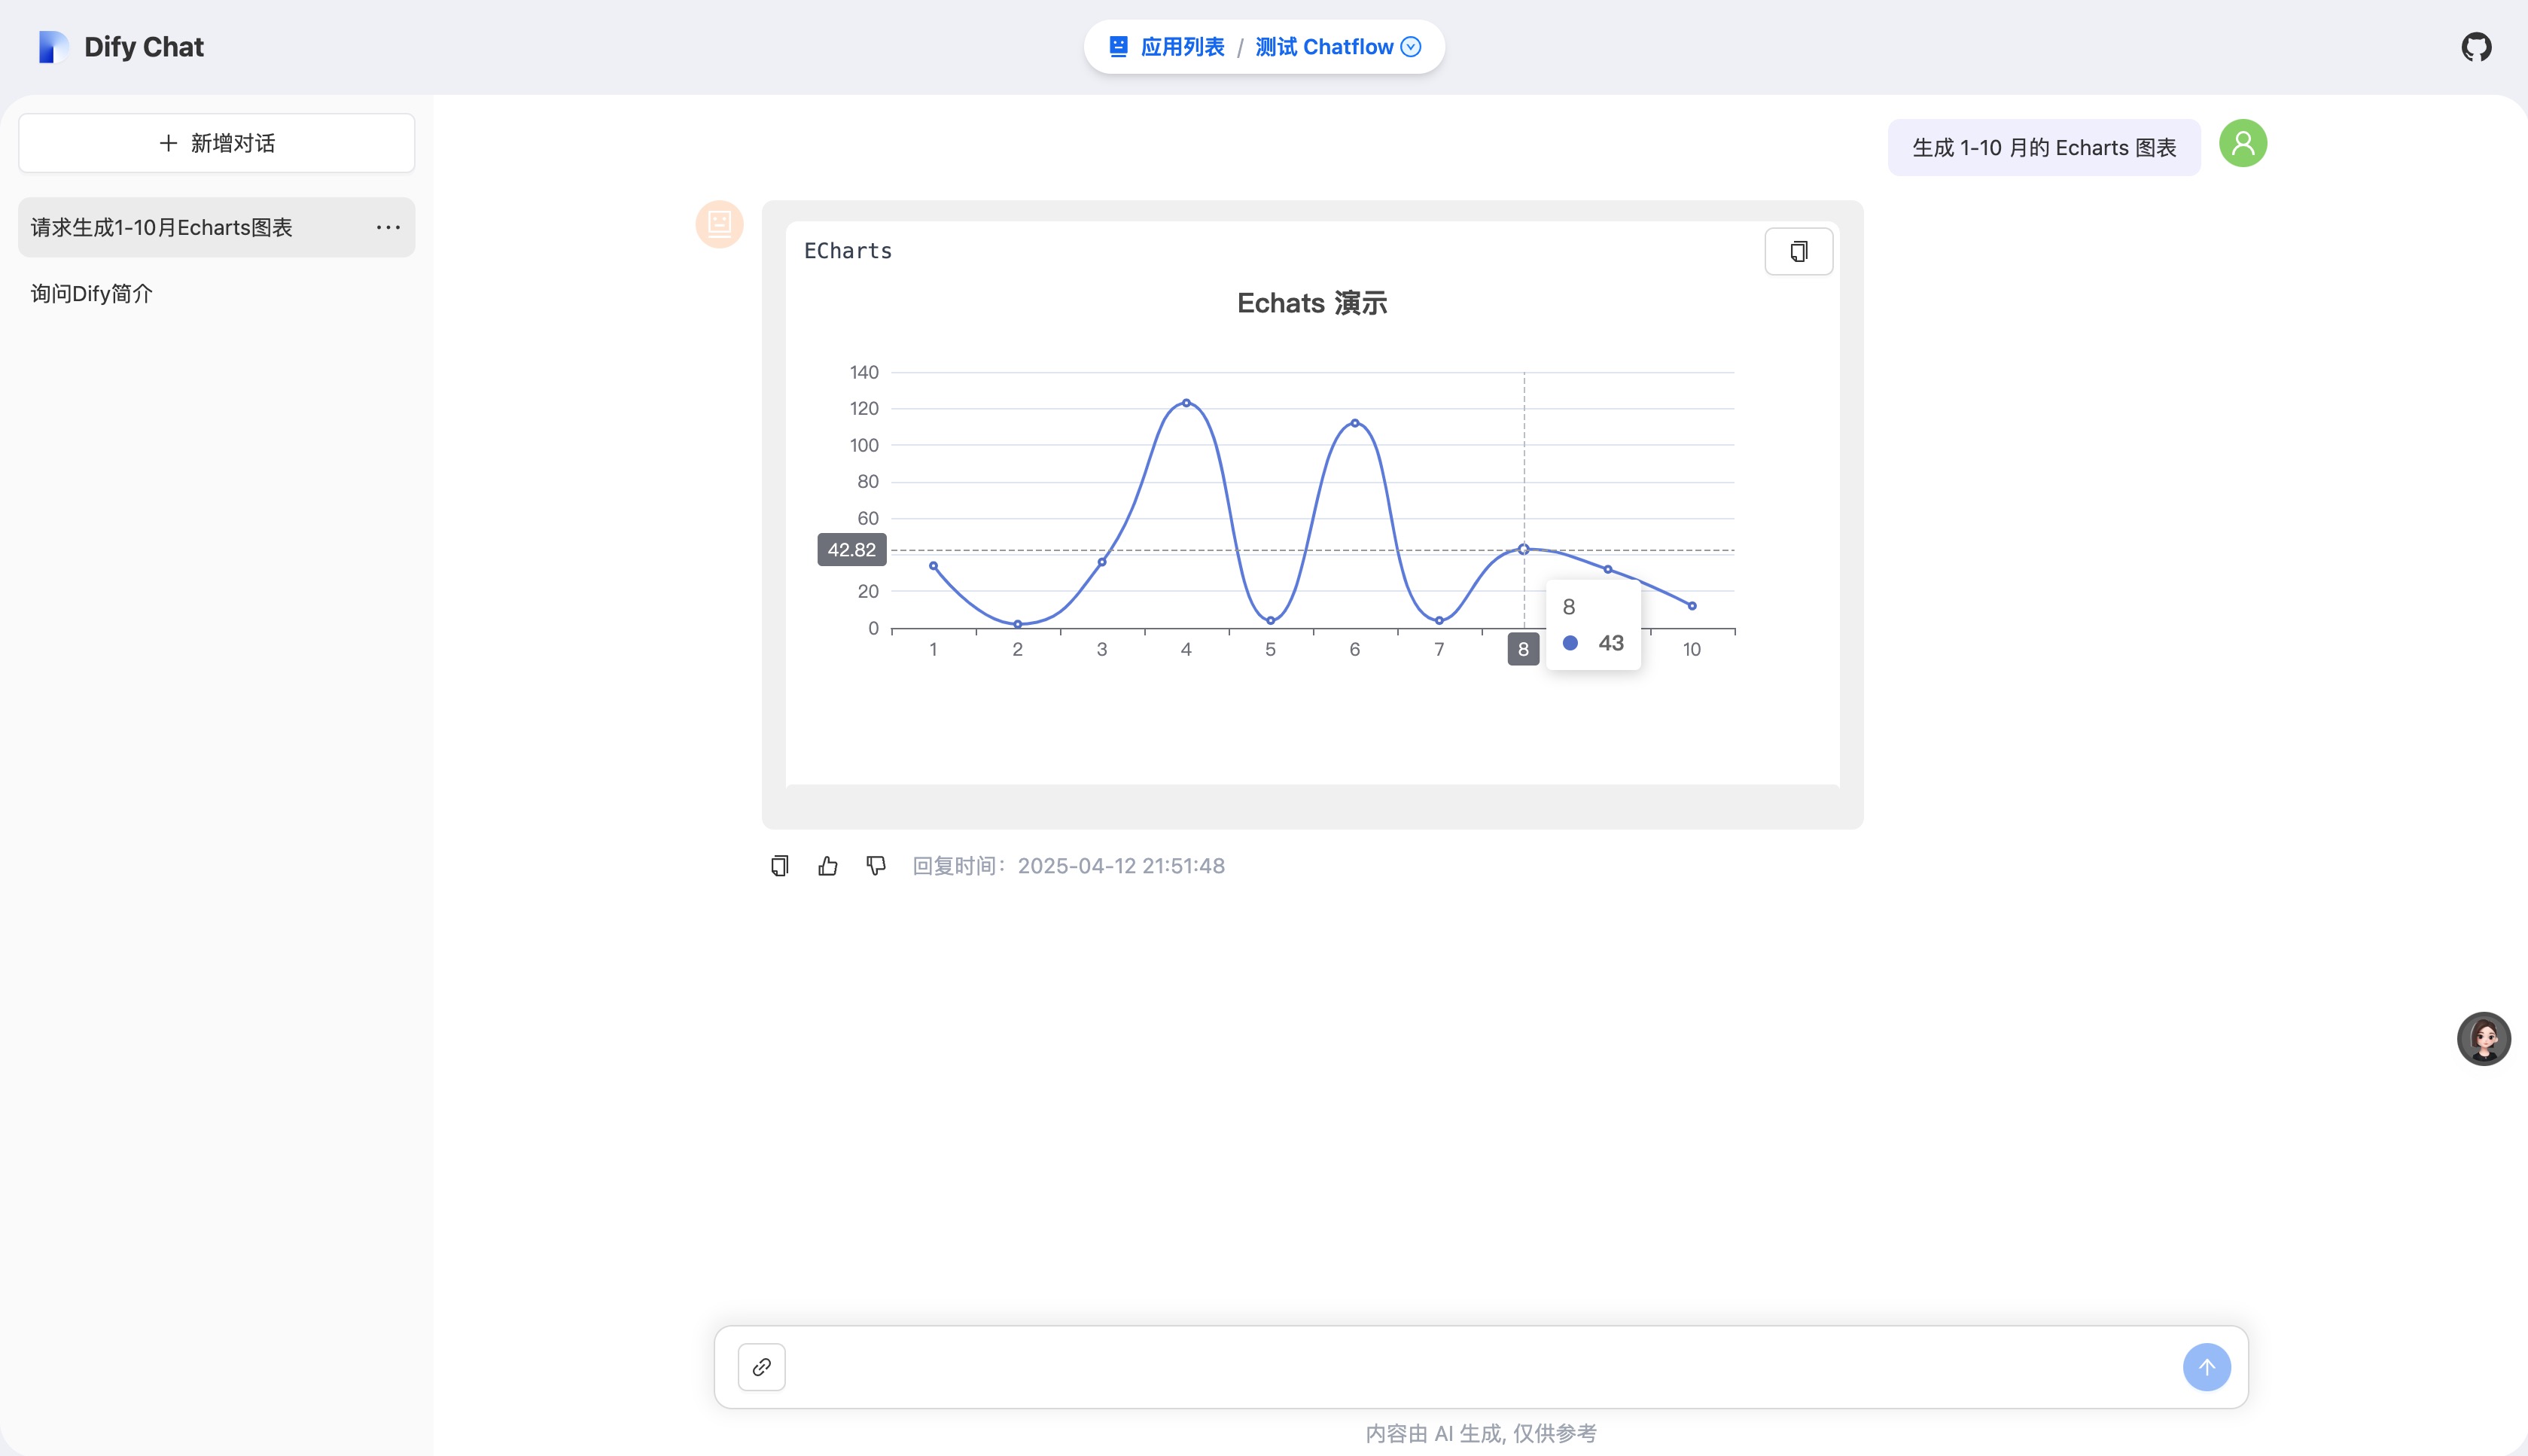 Dify Chat
应用列表 / 测试 Chatflow
新增对话
请求生成1-10月Echarts图表
询问Dify简介
生成 1-10 月的 Echarts 图表
ECharts
Echats 演示
140
120
100
80
60
42.82
20
0
1 2 3 4 5 6 7 8 10
8
43
回复时间：2025-04-12 21:51:48
内容由 AI 生成, 仅供参考